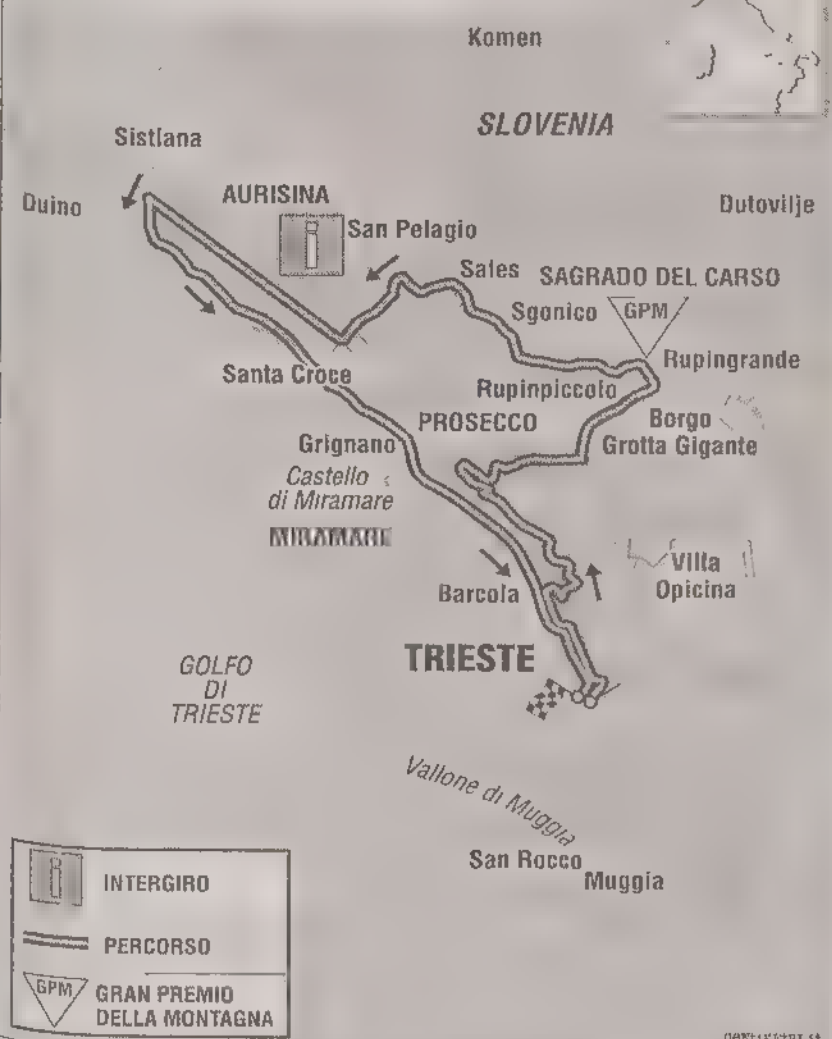 Komen
SLOVENIA
Sistiana
Duino
AURISINA
i
San Pelagio
Dutovlje
Sales
SAGRADO DEL CARSO
Sgonico
GPM
Rupingrande
Santa Croce
Rupinpiccolo
PROSECCO
Borgo
Grotta Gigante
Grignano
Castello
di Miramare
MIRAMARE
Villa
Opicina
Barcola
TRIESTE
GOLFO
DI
TRIESTE
Vallone di Muggia
San Rocco
Muggia
i
INTERGIRO
PERCORSO
GPM
GRAN PREMIO
DELLA MONTAGNA